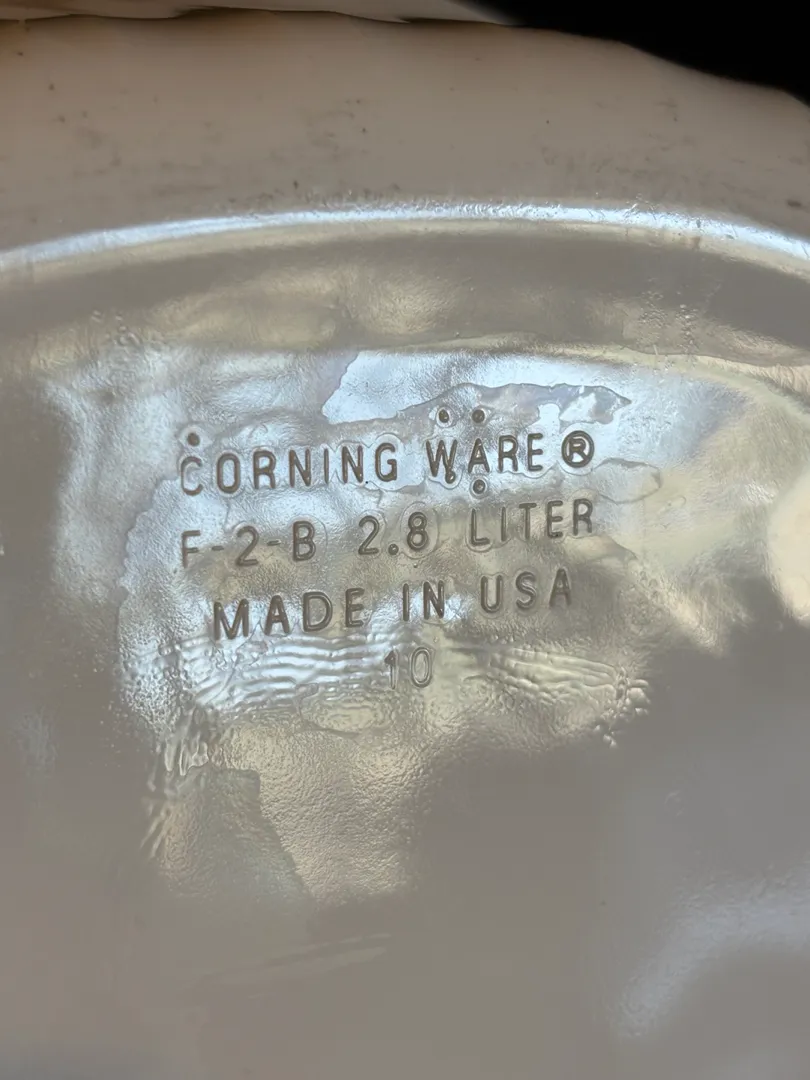 CORNING WARE ®
F-2-B 2.8 LITER
MADE IN USA
10